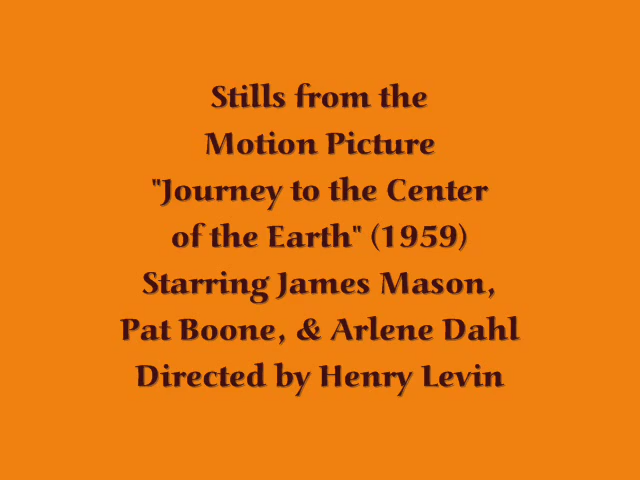 Stills from the
Motion Picture
"Journey to the Center
of the Earth" (1959)
Starring James Mason,
Pat Boone, & Arlene Dahl
Directed by Henry Levin